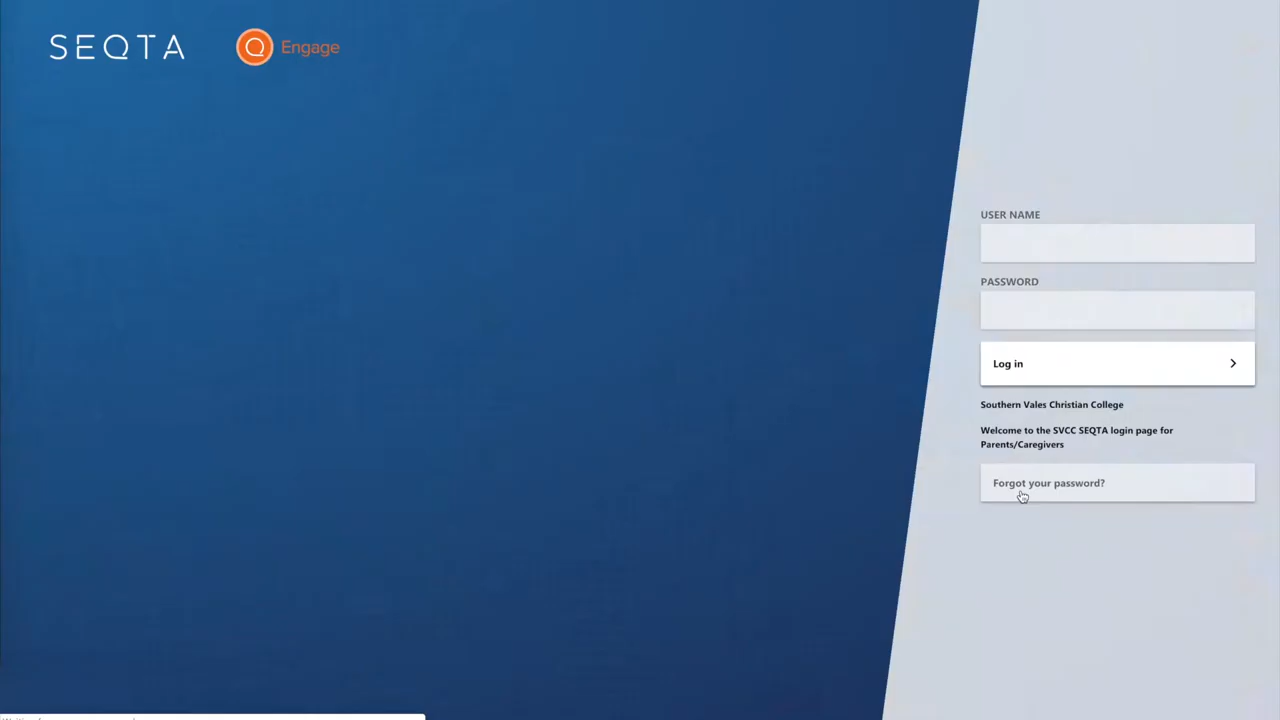 SEQTA
Engage
USER NAME
PASSWORD
Log in
Southern Vales Christian College
Welcome to the SVCC SEQTA login page for
Parents/Caregivers
Forgot your password?